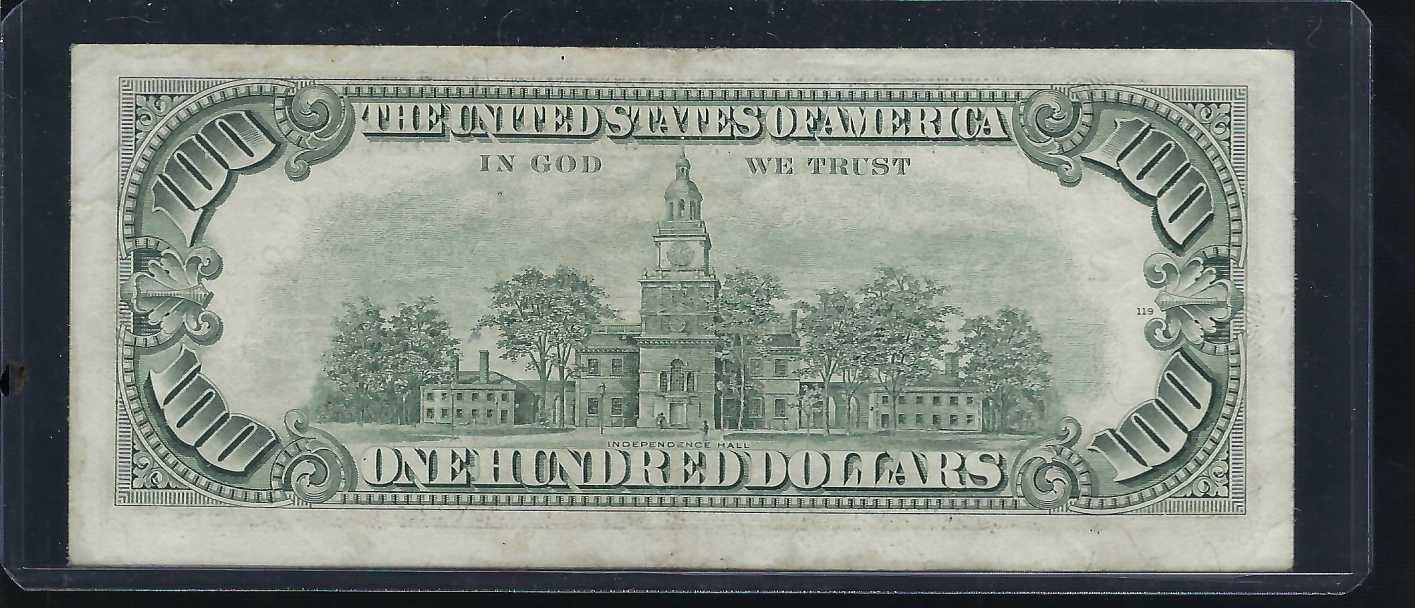 THE UNITED STATES OF AMERICA
100
100
IN GOD WE TRUST
119
INDEPENDENCE HALL
100
100
ONE HUNDRED DOLLARS